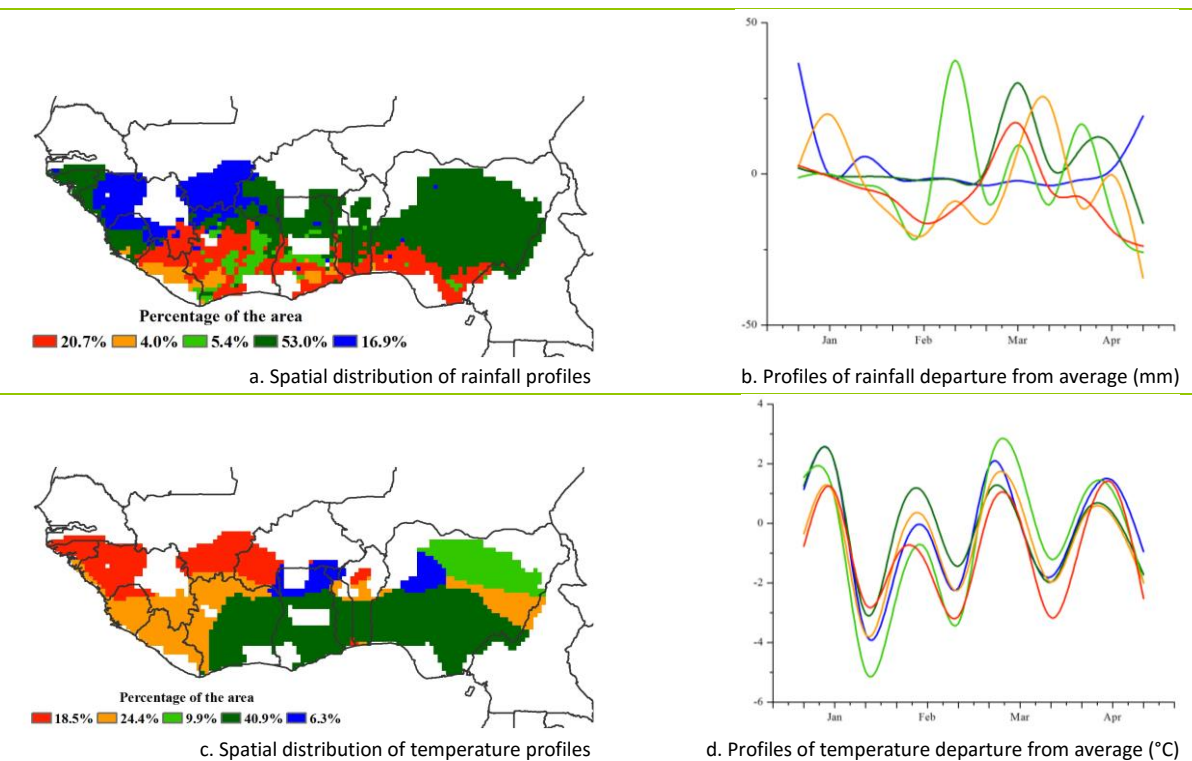 Percentage of the area
20.7% 4.0% 5.4% 53.0% 16.9%
a. Spatial distribution of rainfall profiles
50
0
-50
Jan Feb Mar Apr
b. Profiles of rainfall departure from average (mm)
Percentage of the area
18.5% 24.4% 9.9% 40.9% 6.3%
c. Spatial distribution of temperature profiles
4
2
0
-2
-4
-6
Jan Feb Mar Apr
d. Profiles of temperature departure from average (°C)